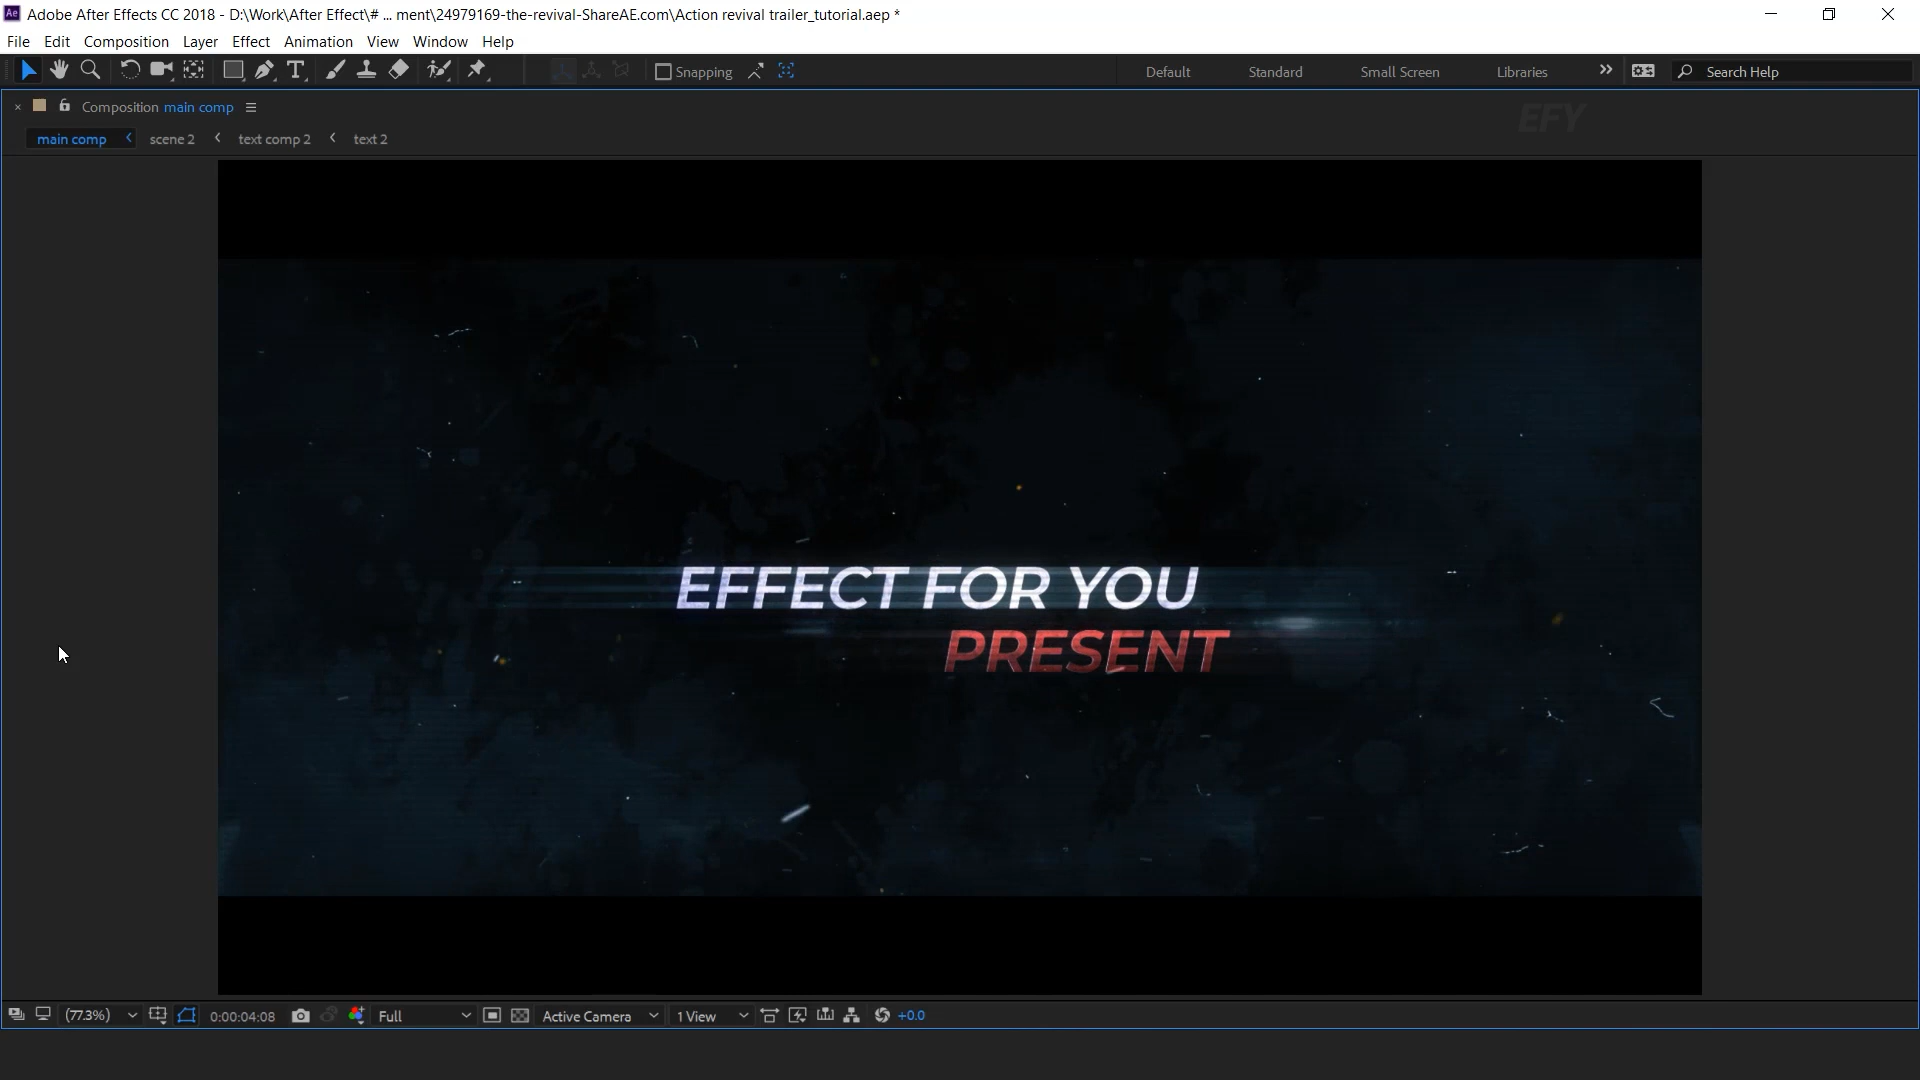 Ae Adobe After Effects CC 2018 - D:\Work\After Effect\# ... ment\24979169-the-revival-ShareAE.com\Action revival trailer_tutorial.aep *
File Edit Composition Layer Effect Animation View Window Help
T Snapping Default Standard Small Screen Libraries Search Help
Composition main comp
EFY
main comp scene 2 text comp 2 text 2
EFFECT FOR YOU
PRESENT
(77.3%) 0:00:04:08 Full Active Camera 1 View +0.0